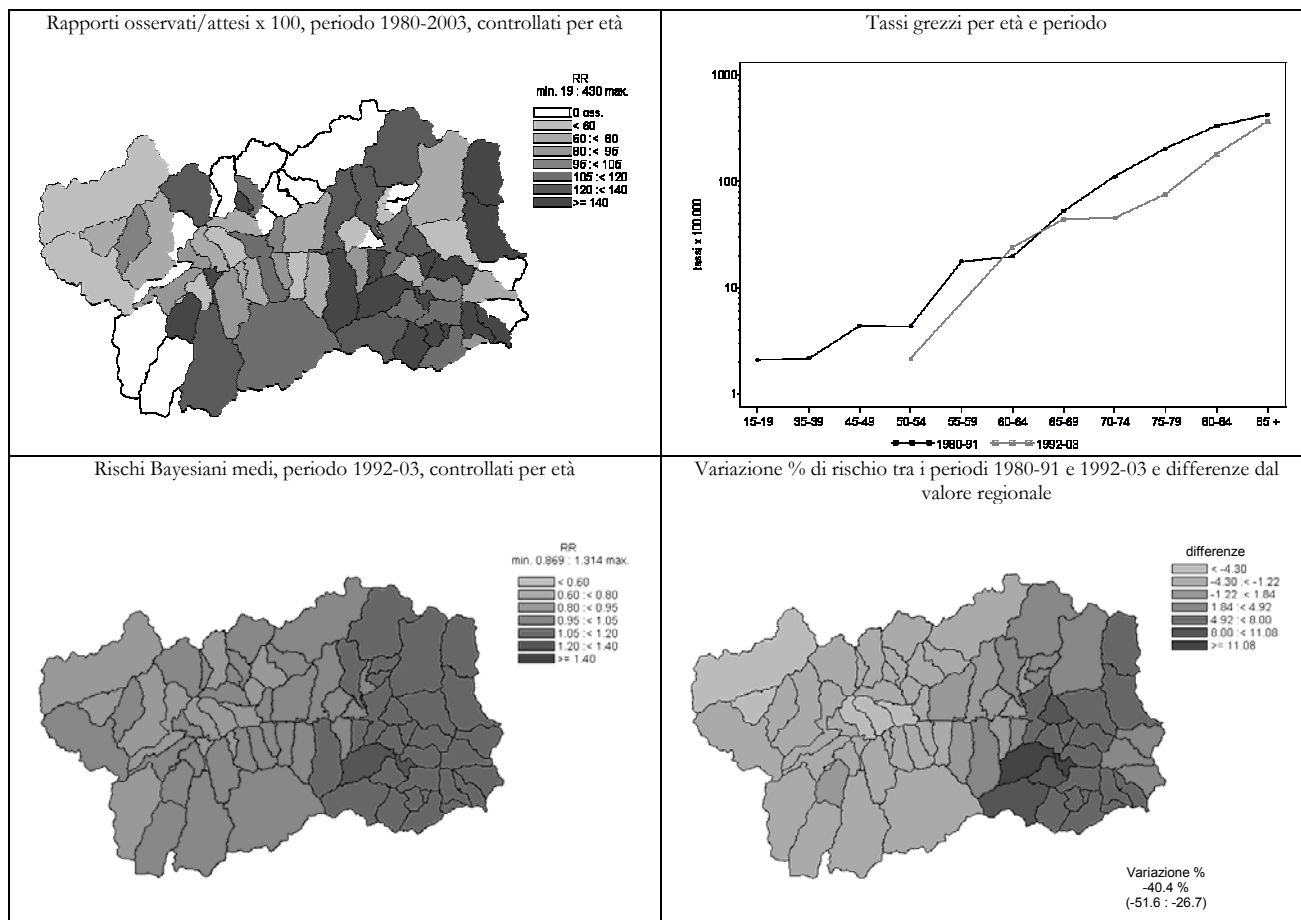 Rapporti osservati/attesi x 100, periodo 1980-2003, controllati per età
RR
min. 19 : 430 max.
0 oss.
< 60
60 :< 80
80 :< 95
95 :< 105
105 :< 120
120 :< 140
>= 140
Tassi grezzi per età e periodo
1000
100
10
1
tassi x 100.000
15-19
35-39
45-49
50-54
55-59
60-64
65-69
70-74
75-79
80-84
85 +
1980-91
1992-03
Rischi Bayesiani medi, periodo 1992-03, controllati per età
RR
min. 0.869 : 1.314 max.
< 0.60
0.60 :< 0.80
0.80 :< 0.95
0.95 :< 1.05
1.05 :< 1.20
1.20 :< 1.40
>= 1.40
Variazione % di rischio tra i periodi 1980-91 e 1992-03 e differenze dal
valore regionale
differenze
< -4.30
-4.30 :< -1.22
-1.22 :< 1.84
1.84 :< 4.92
4.92 :< 8.00
8.00 :< 11.08
>= 11.08
Variazione %
-40.4 %
(-51.6 : -26.7)